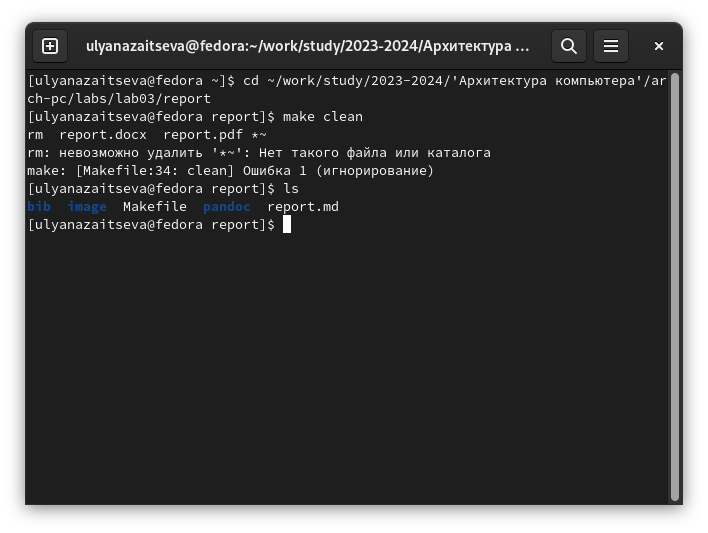 ulyanazaitseva@fedora:~/work/study/2023-2024/Архитектура ...
[ulyanazaitseva@fedora ~]$ cd ~/work/study/2023-2024/'Архитектура компьютера'/ar
ch-pc/labs/lab03/report
[ulyanazaitseva@fedora report]$ make clean
rm  report.docx  report.pdf *~
rm: невозможно удалить '*~': Нет такого файла или каталога
make: [Makefile:34: clean] Ошибка 1 (игнорирование)
[ulyanazaitseva@fedora report]$ ls
bib  image  Makefile  pandoc  report.md
[ulyanazaitseva@fedora report]$